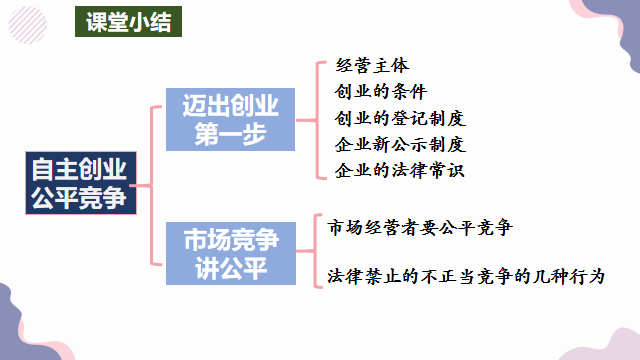 课堂小结
自主创业
公平竞争
迈出创业
第一步
经营主体
创业的条件
创业的登记制度
企业新公示制度
企业的法律常识
市场竞争
讲公平
市场经营者要公平竞争
法律禁止的不正当竞争的几种行为